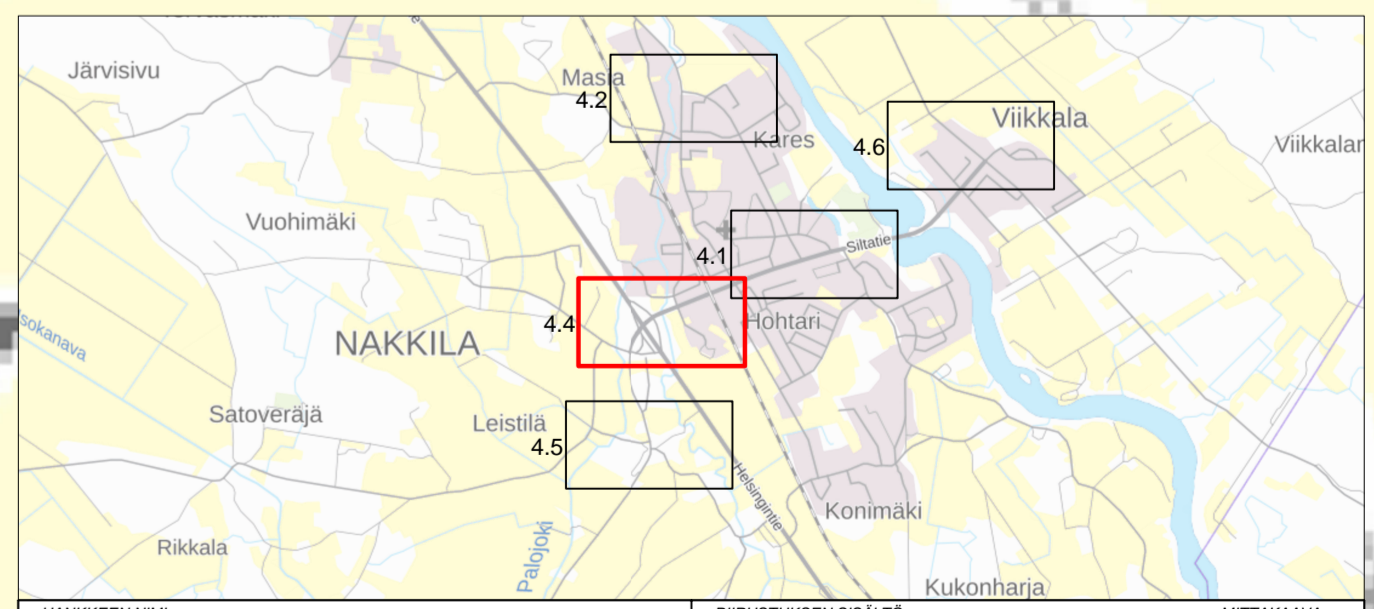 Järvisivu
Masia
4.2
Kares
Viikkala
4.6
Viikkalan
Vuohimäki
4.1
Siltatie
sokanava
NAKKILA
4.4
Hohtari
Satoveräjä
Leistilä
4.5
Helsingintie
Konimäki
Rikkala
Palojoki
Kukonharja